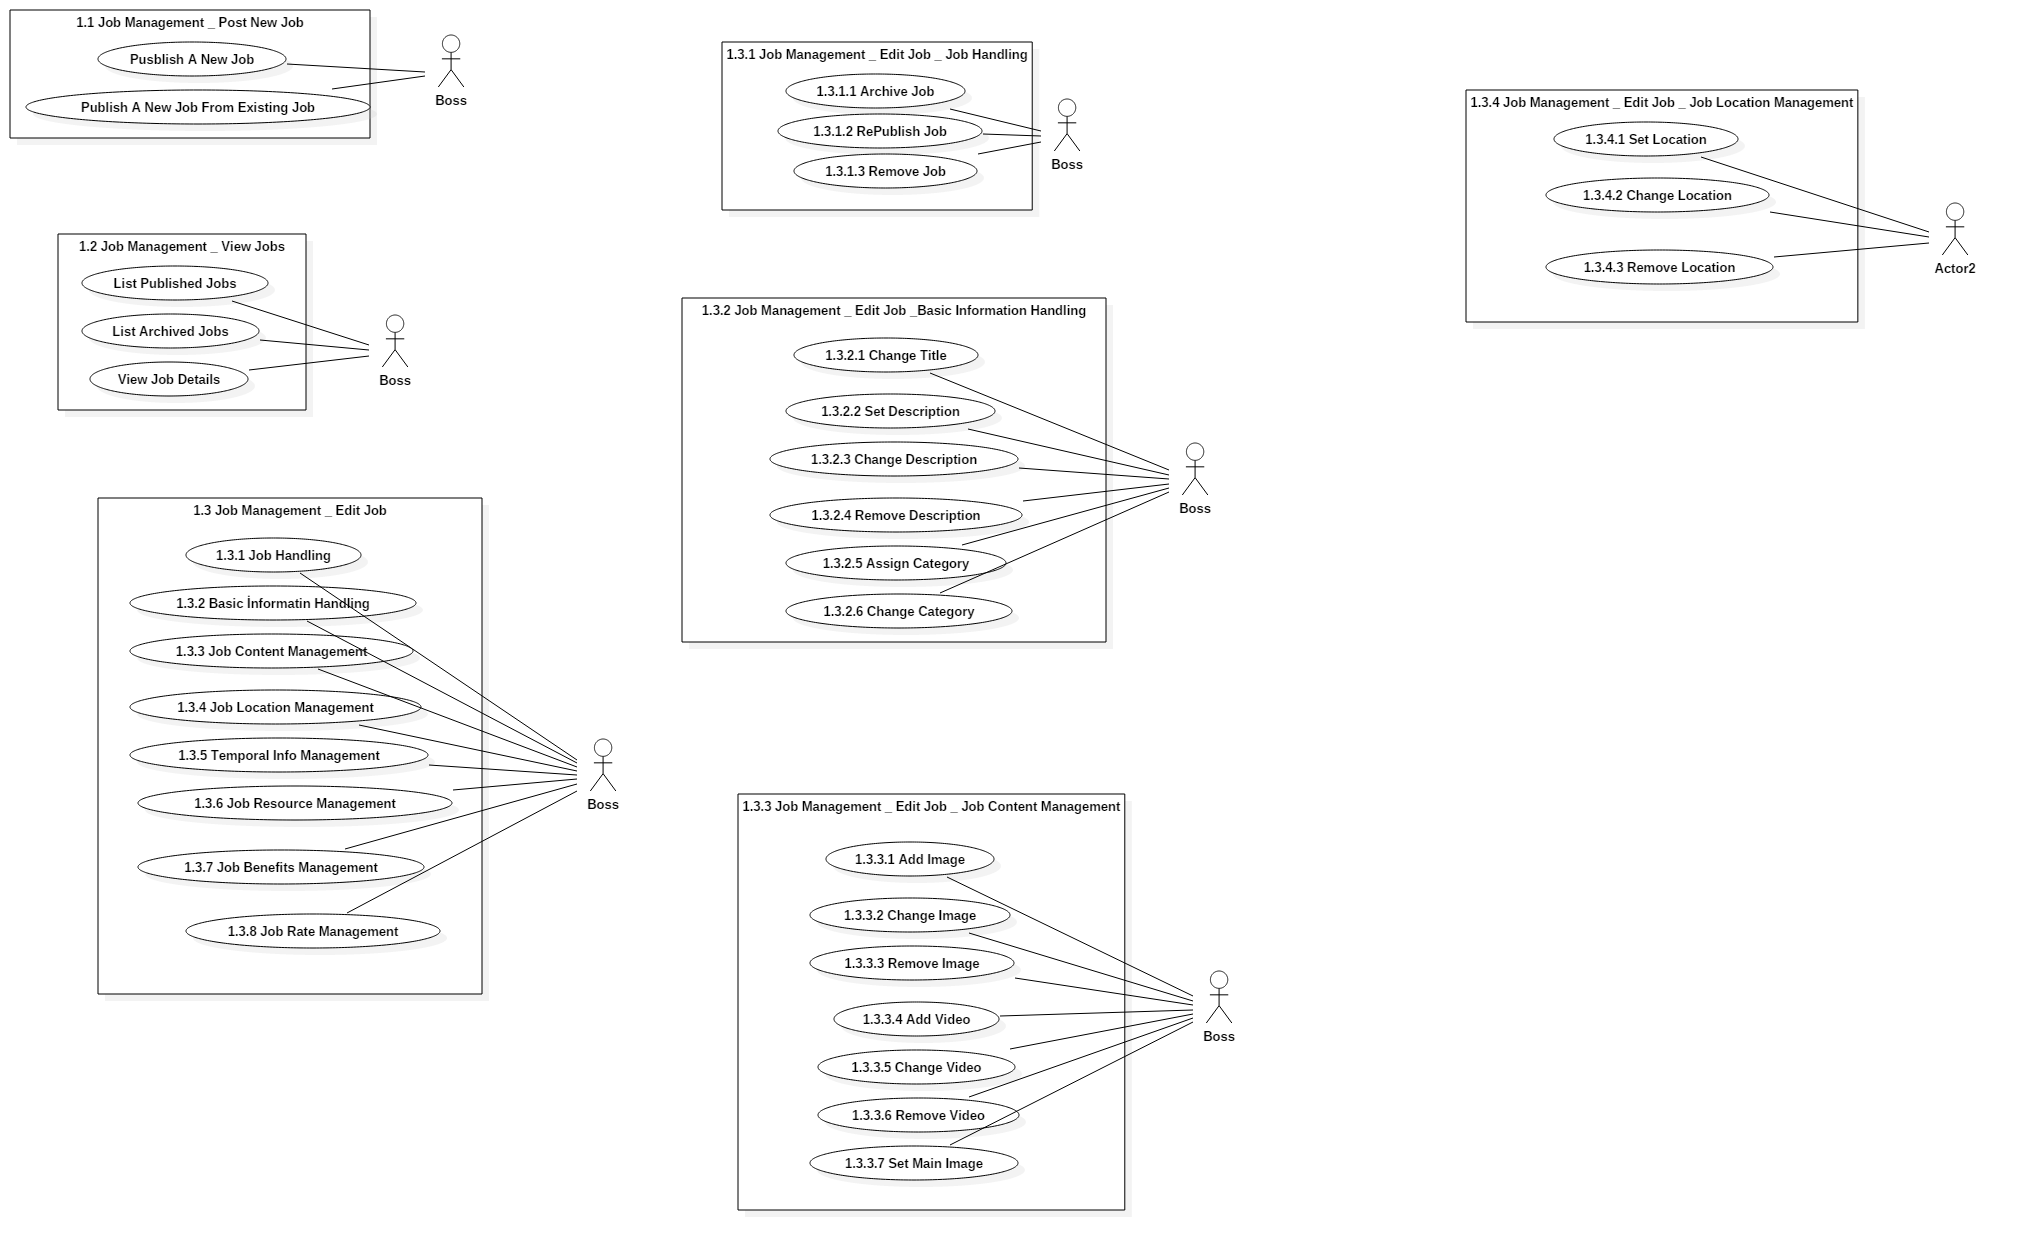 1.1 Job Management _ Post New Job
Pusblish A New Job
Publish A New Job From Existing Job
Boss
1.2 Job Management _ View Jobs
List Published Jobs
List Archived Jobs
View Job Details
Boss
1.3 Job Management _ Edit Job
1.3.1 Job Handling
1.3.2 Basic İnformatin Handling
1.3.3 Job Content Management
1.3.4 Job Location Management
1.3.5 Temporal Info Management
1.3.6 Job Resource Management
1.3.7 Job Benefits Management
1.3.8 Job Rate Management
Boss
1.3.1 Job Management _ Edit Job _ Job Handling
1.3.1.1 Archive Job
1.3.1.2 RePublish Job
1.3.1.3 Remove Job
Boss
1.3.2 Job Management _ Edit Job _Basic Information Handling
1.3.2.1 Change Title
1.3.2.2 Set Description
1.3.2.3 Change Description
1.3.2.4 Remove Description
1.3.2.5 Assign Category
1.3.2.6 Change Category
Boss
1.3.3 Job Management _ Edit Job _ Job Content Management
1.3.3.1 Add Image
1.3.3.2 Change Image
1.3.3.3 Remove Image
1.3.3.4 Add Video
1.3.3.5 Change Video
1.3.3.6 Remove Video
1.3.3.7 Set Main Image
Boss
1.3.4 Job Management _ Edit Job _ Job Location Management
1.3.4.1 Set Location
1.3.4.2 Change Location
1.3.4.3 Remove Location
Actor2